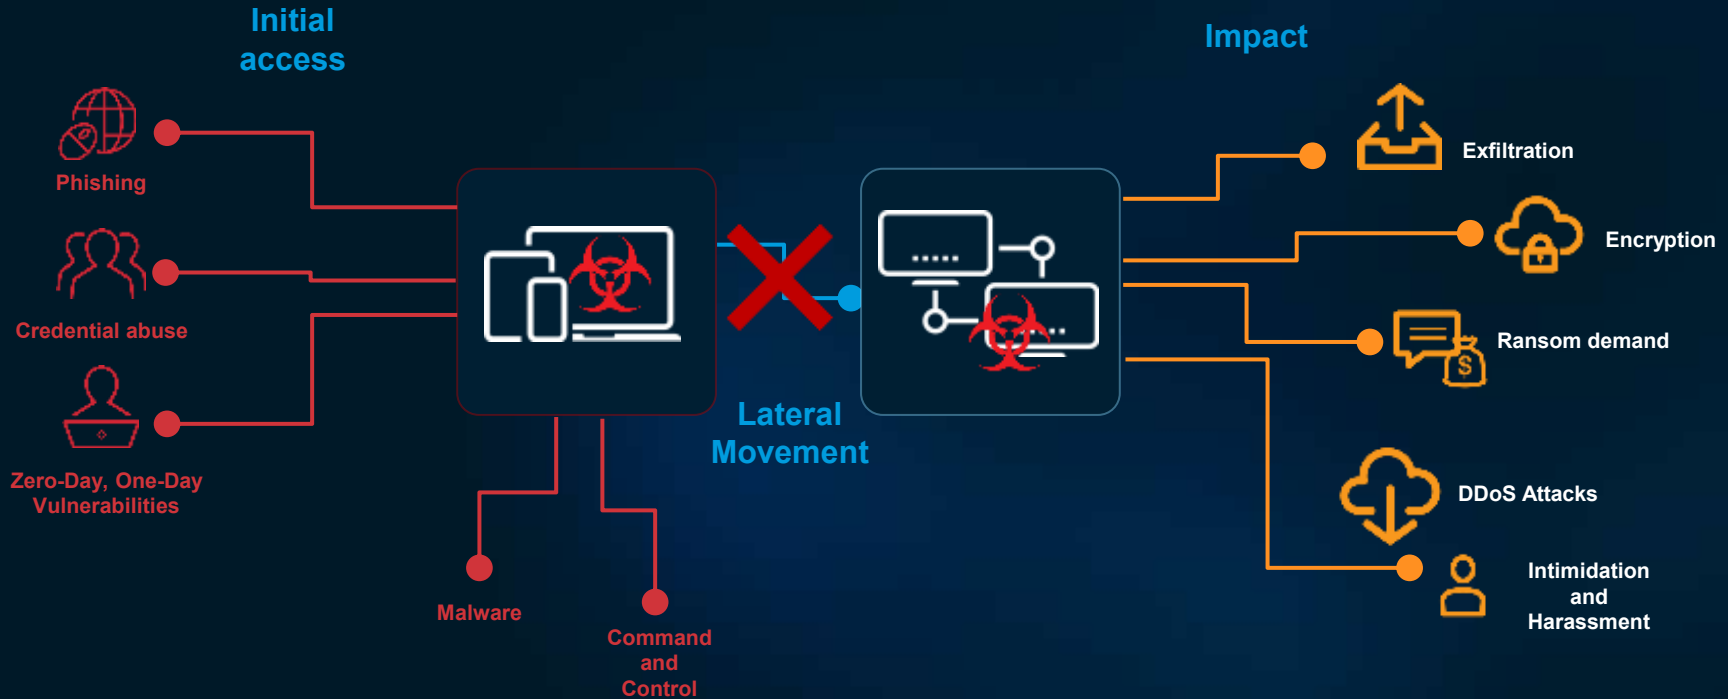 Initial
access
Impact
Phishing
Credential abuse
Zero-Day, One-Day
Vulnerabilities
Malware
Command
and
Control
Lateral
Movement
Exfiltration
Encryption
$
Ransom demand
DDoS Attacks
Intimidation
and
Harassment